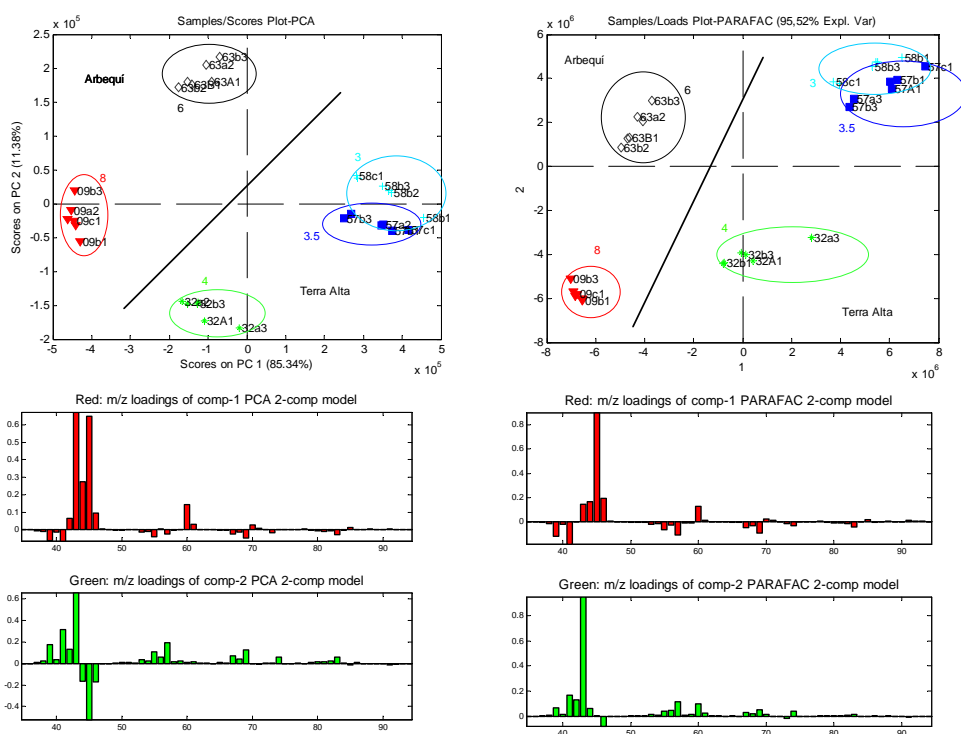 Samples/Scores Plot-PCA
x 10^5
2.5
2
1.5
1
0.5
0
-0.5
-1
-1.5
-2
-5 -4 -3 -2 -1 0 1 2 3 4 5
x 10^5
Scores on PC 1 (85.34%)
Scores on PC 2 (11.38%)
Arbequí
63b3
63a2
63A1
63B1
63b2
6
8
09b3
09a2
09c1
09b1
3
58c1
58b3
58b2
58b1
57b3
57a2
57c1
3.5
Terra Alta
4
32a2
32b3
32A1
32a3
Samples/Loads Plot-PARAFAC (95,52% Expl. Var)
x 10^6
6
4
2
0
-2
-4
-6
-8 -6 -4 -2 0 2 4 6 8
x 10^6
1
2
Arbequí
6
63b3
63a2
63B1
63b2
58b1
58b3
57c1
58c1
57b1
57A1
57a3
57b3
3
3.5
4
32a3
32b3
32b1
32A1
8
09b3
09c1
09b1
Terra Alta
Red: m/z loadings of comp-1 PCA 2-comp model
0.6
0.4
0.2
0
40 50 60 70 80 90
Red: m/z loadings of comp-1 PARAFAC 2-comp model
0.8
0.6
0.4
0.2
0
40 50 60 70 80 90
Green: m/z loadings of comp-2 PCA 2-comp model
0.6
0.4
0.2
0
-0.2
-0.4
40 50 60 70 80 90
Green: m/z loadings of comp-2 PARAFAC 2-comp model
0.8
0.6
0.4
0.2
0
40 50 60 70 80 90